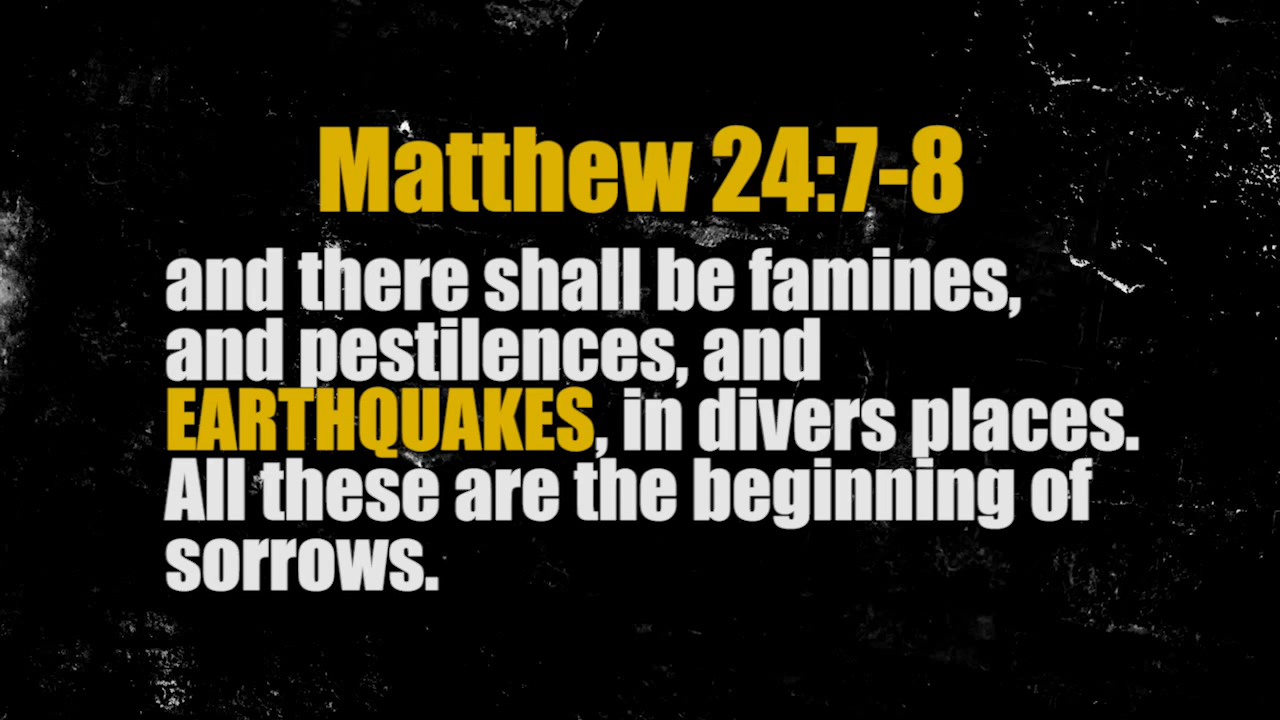 Matthew 24:7-8
and there shall be famines,
and pestilences, and
EARTHQUAKES, in divers places.
All these are the beginning of
sorrows.